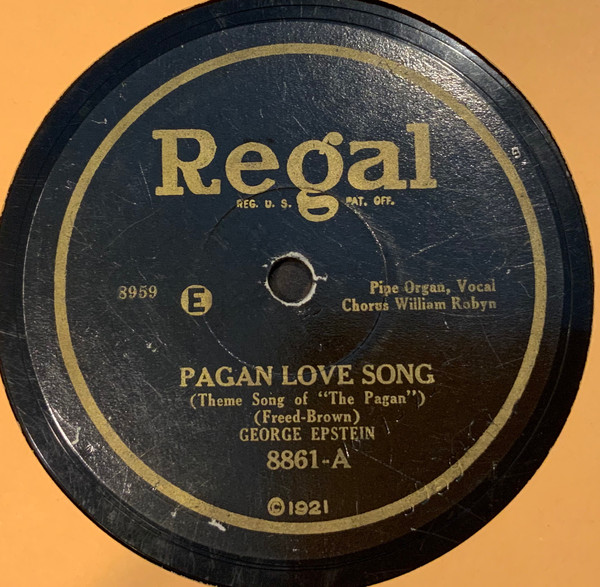 Regal
REG. U. S. PAT. OFF.
8959 E
Pipe Organ, Vocal
Chorus William Robyn
PAGAN LOVE SONG
(Theme Song of "The Pagan")
(Freed-Brown)
GEORGE EPSTEIN
8861-A
©1921